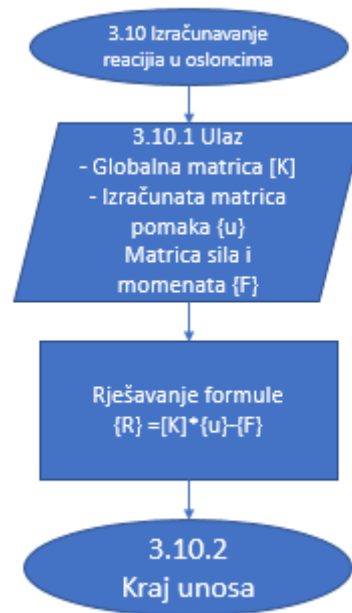 3.10 Izračunavanje
reacijia u osloncima
3.10.1 Ulaz
- Globalna matrica [K]
- Izračunata matrica
pomaka {u}
Matrica sila i
momenata {F}
Rješavanje formule
{R} =[K]*{u}-{F}
3.10.2
Kraj unosa